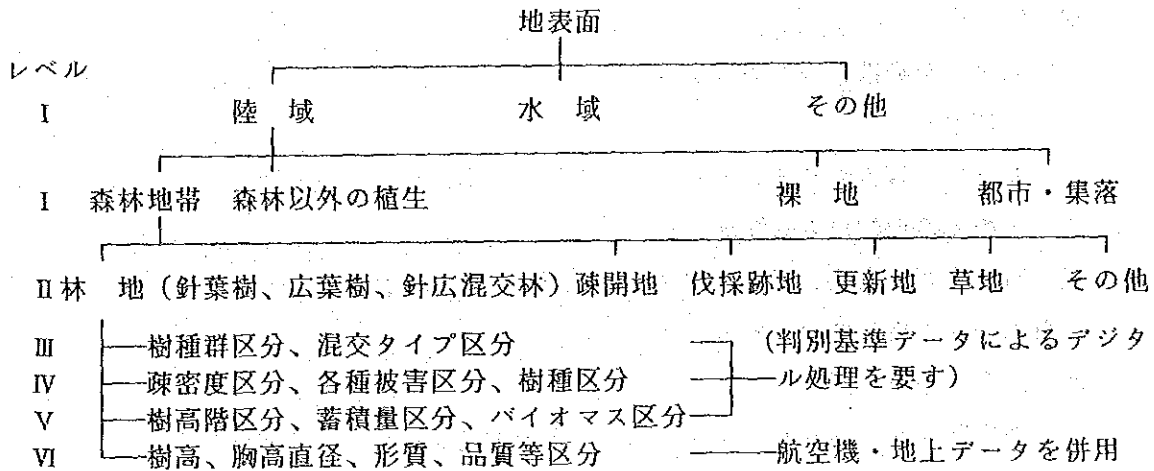 地表面
レベル
I 陸 域 水 域 その他
I 森林地帯 森林以外の植生 裸 地 都市・集落
II 林 地（針葉樹、広葉樹、針広混交林）疎開地 伐採跡地 更新地 草地 その他
III 樹種群区分、混交タイプ区分 (判別基準データによるデジタ
IV 疎密度区分、各種被害区分、樹種区分 ル処理を要す）
V 樹高階区分、蓄積量区分、バイオマス区分
VI 樹高、胸高直径、形質、品質等区分 航空機・地上データを併用